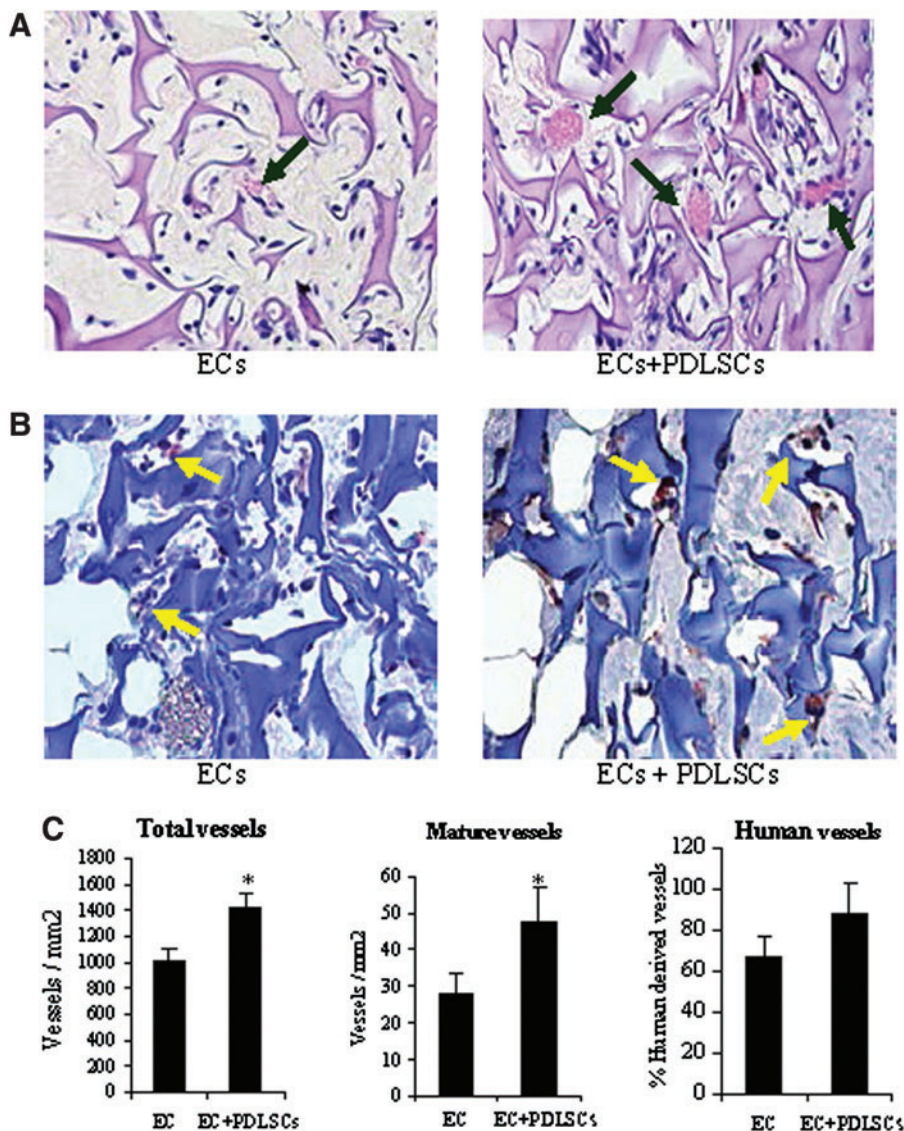 A
ECs
ECs+PDLSCs
B
ECs
ECs + PDLSCs
C
Total vessels
Vessels / mm2
1800
1600
1400
1200
1000
800
600
400
200
0
*
EC
EC+PDLSCs
Mature vessels
Vessels /mm2
60
50
40
30
20
10
0
*
EC
EC+PDLSCs
Human vessels
% Human derived vessels
120
100
80
60
40
20
0
EC
EC+PDLSCs